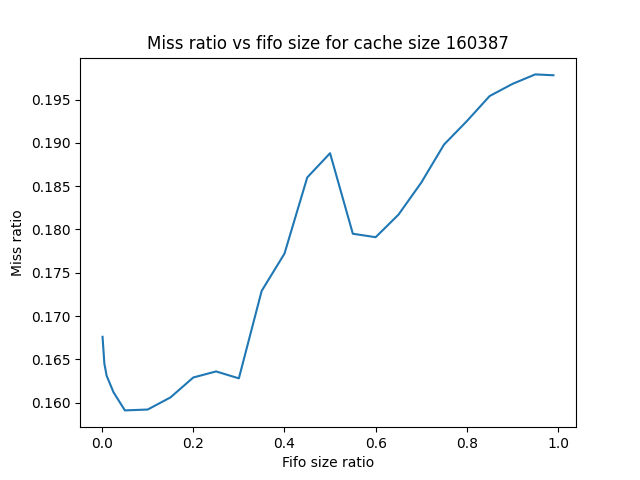 Miss ratio vs fifo size for cache size 160387
0.195
0.190
0.185
0.180
0.175
0.170
0.165
0.160
Miss ratio
0.0 0.2 0.4 0.6 0.8 1.0
Fifo size ratio